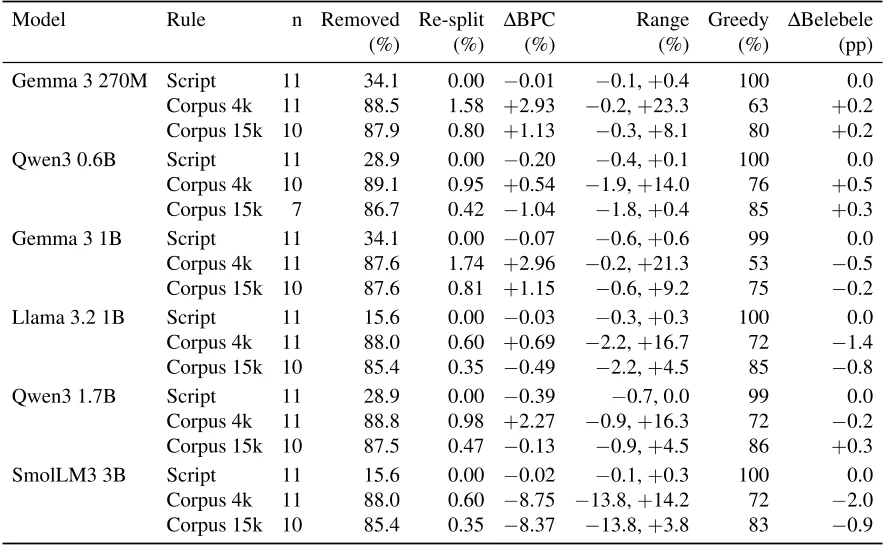 Model Rule n Removed Re-split ΔBPC Range Greedy ΔBelebele
(%) (%) (%) (%) (%) (pp)
Gemma 3 270M Script 11 34.1 0.00 −0.01 −0.1, +0.4 100 0.0
Corpus 4k 11 88.5 1.58 +2.93 −0.2, +23.3 63 +0.2
Corpus 15k 10 87.9 0.80 +1.13 −0.3, +8.1 80 +0.2
Qwen3 0.6B Script 11 28.9 0.00 −0.20 −0.4, +0.1 100 0.0
Corpus 4k 10 89.1 0.95 +0.54 −1.9, +14.0 76 +0.5
Corpus 15k 7 86.7 0.42 −1.04 −1.8, +0.4 85 +0.3
Gemma 3 1B Script 11 34.1 0.00 −0.07 −0.6, +0.6 99 0.0
Corpus 4k 11 87.6 1.74 +2.96 −0.2, +21.3 53 −0.5
Corpus 15k 10 87.6 0.81 +1.15 −0.6, +9.2 75 −0.2
Llama 3.2 1B Script 11 15.6 0.00 −0.03 −0.3, +0.3 100 0.0
Corpus 4k 11 88.0 0.60 +0.69 −2.2, +16.7 72 −1.4
Corpus 15k 10 85.4 0.35 −0.49 −2.2, +4.5 85 −0.8
Qwen3 1.7B Script 11 28.9 0.00 −0.39 −0.7, 0.0 99 0.0
Corpus 4k 11 88.8 0.98 +2.27 −0.9, +16.3 72 −0.2
Corpus 15k 10 87.5 0.47 −0.13 −0.9, +4.5 86 +0.3
SmolLM3 3B Script 11 15.6 0.00 −0.02 −0.1, +0.3 100 0.0
Corpus 4k 11 88.0 0.60 −8.75 −13.8, +14.2 72 −2.0
Corpus 15k 10 85.4 0.35 −8.37 −13.8, +3.8 83 −0.9